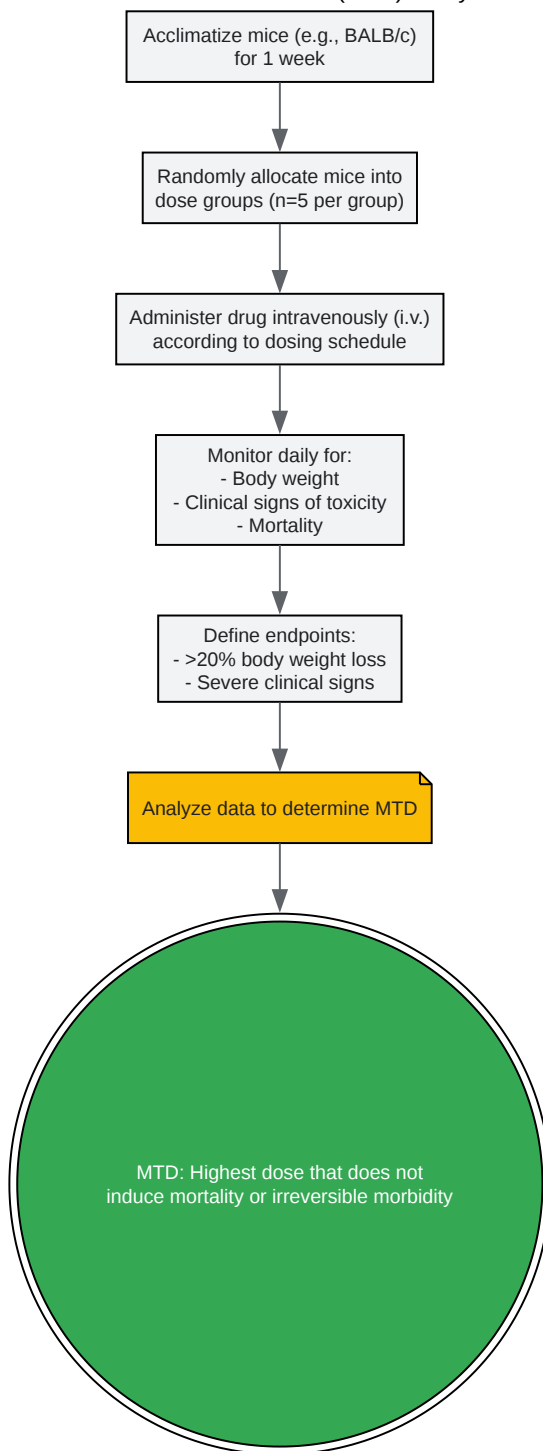 Acclimatize mice (e.g., BALB/c)
for 1 week
Randomly allocate mice into
dose groups (n=5 per group)
Administer drug intravenously (i.v.)
according to dosing schedule
Monitor daily for:
- Body weight
- Clinical signs of toxicity
- Mortality
Define endpoints:
- >20% body weight loss
- Severe clinical signs
Analyze data to determine MTD
MTD: Highest dose that does not
induce mortality or irreversible morbidity